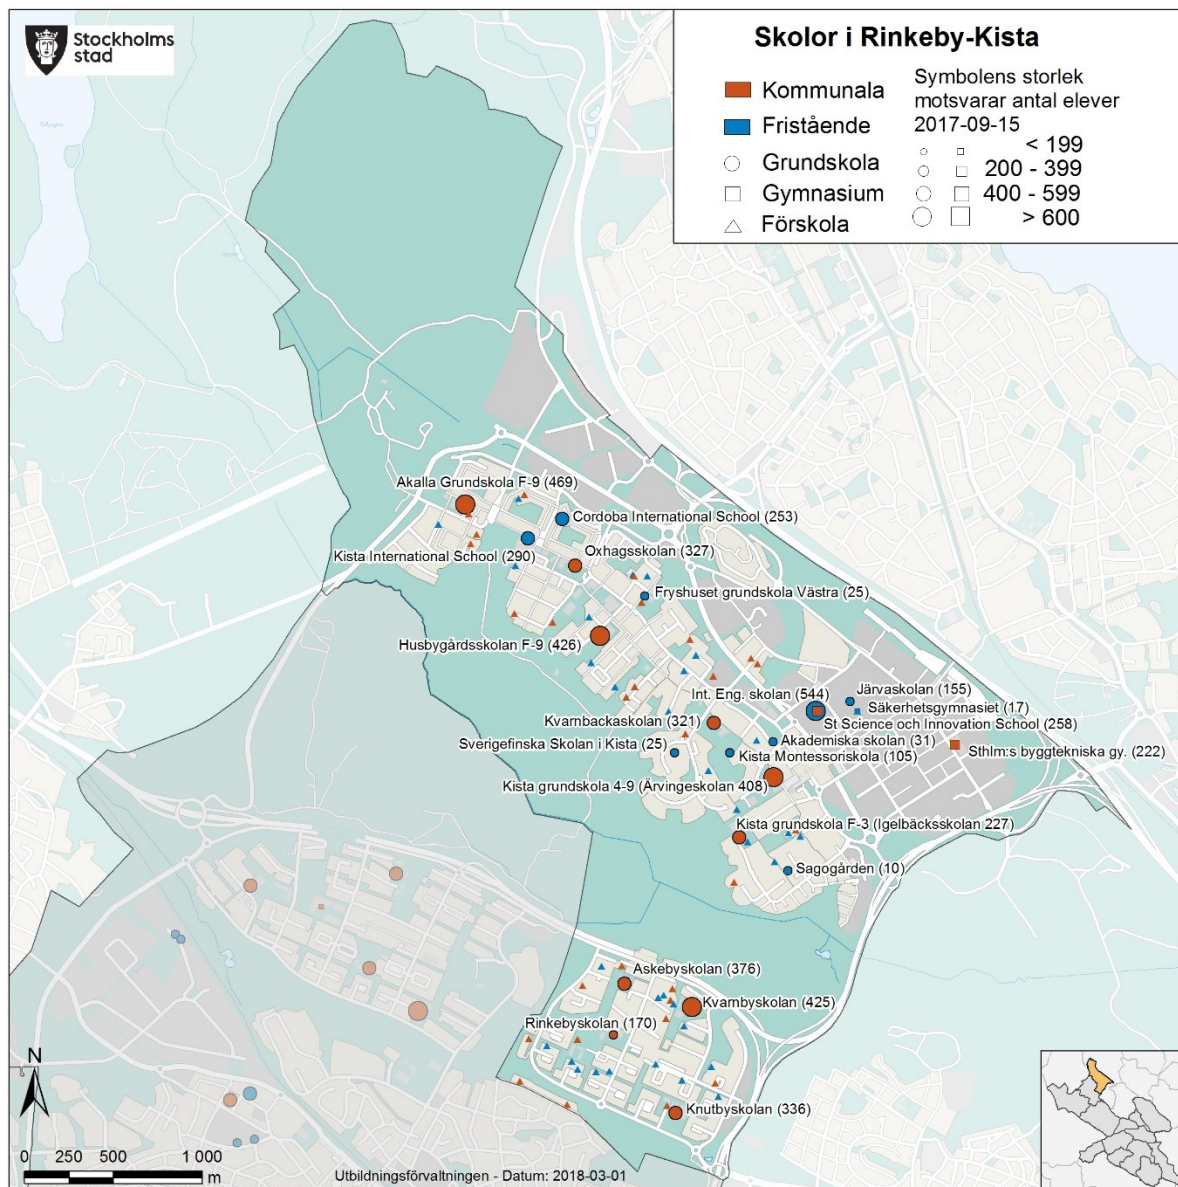 Stockholms
stad
Skolor i Rinkeby-Kista
Kommunala
Fristående
Grundskola
Gymnasium
Förskola
Symbolens storlek
motsvarar antal elever
2017-09-15
< 199
200 - 399
400 - 599
> 600
Akalla Grundskola F-9 (469)
Cordoba International School (253)
Kista International School (290)
Oxhagsskolan (327)
Fryshuset grundskola Västra (25)
Husbygårdsskolan F-9 (426)
Int. Eng. skolan (544)
Järvaskolan (155)
Säkerhetsgymnasiet (17)
Kvarnbackaskolan (321)
St Science och Innovation School (258)
Sverigefinska Skolan i Kista (25)
Akademiska skolan (31)
Kista Montessoriskola (105)
Sthlm:s byggtekniska gy. (222)
Kista grundskola 4-9 (Ärvingeskolan 408)
Kista grundskola F-3 (Igelbäcksskolan 227)
Sagogården (10)
Askebyskolan (376)
Kvarnbyskolan (425)
Rinkebyskolan (170)
Knutbyskolan (336)
N
0 250 500 1 000
m
Utbildningsförvaltningen - Datum: 2018-03-01